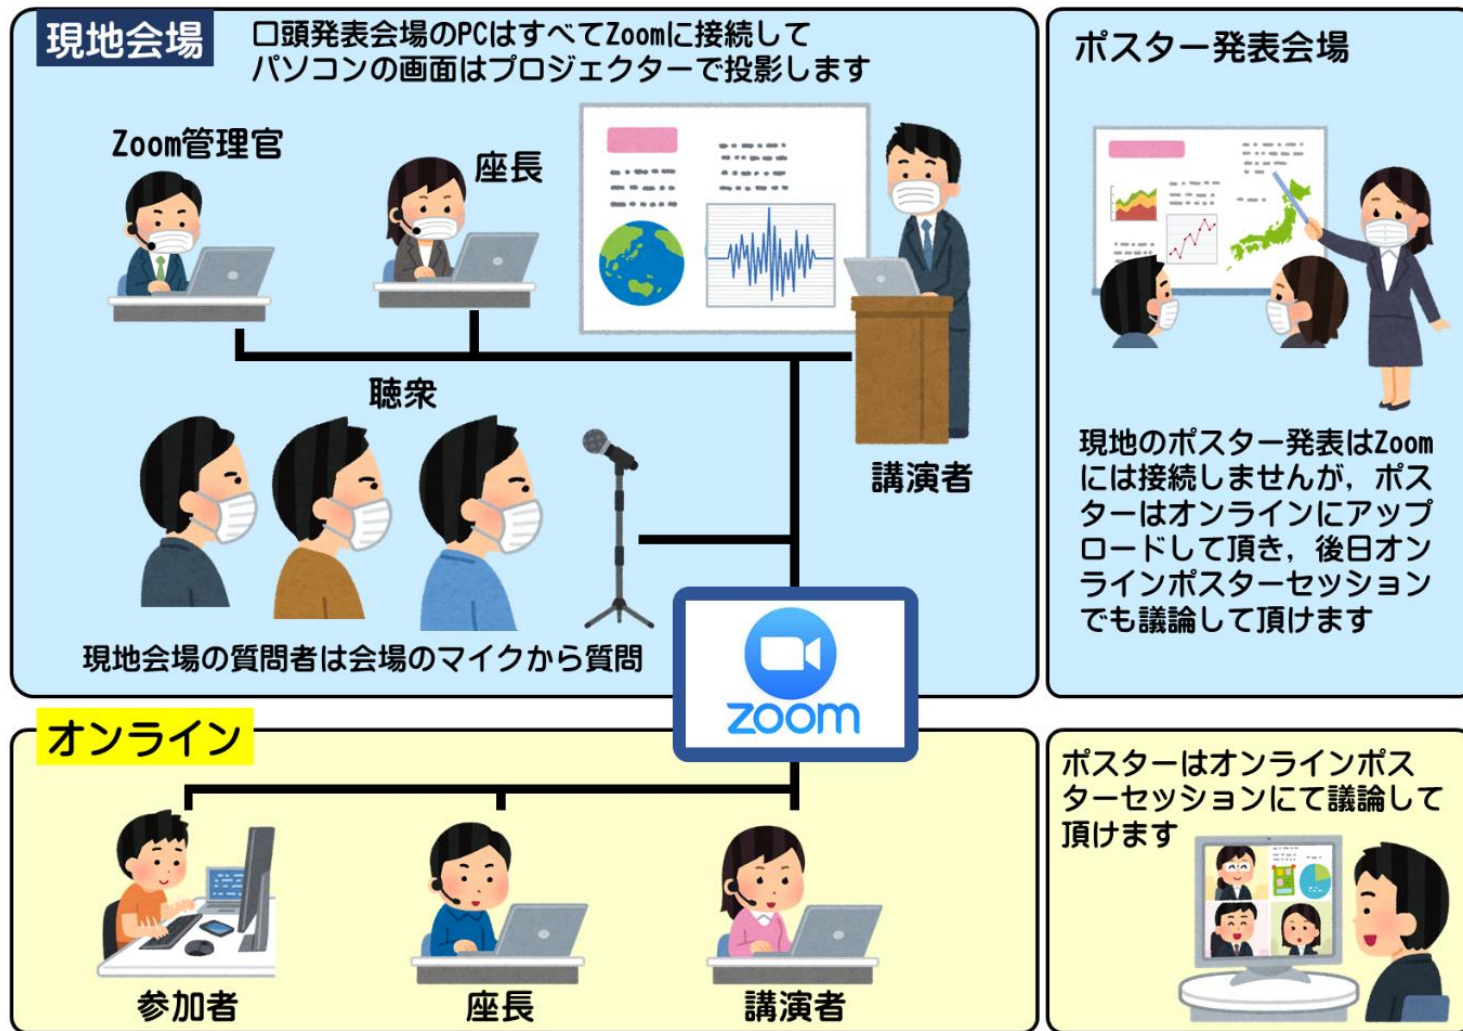 現地会場
口頭発表会場のPCはすべてZoomに接続して
パソコンの画面はプロジェクターで投影します
Zoom管理官
座長
聴衆
講演者
現地会場の質問者は会場のマイクから質問
ポスター発表会場
現地のポスター発表はZoom
には接続しませんが，ポス
ターはオンラインにアップ
ロードして頂き，後日オン
ラインポスターセッション
でも議論して頂けます
zoom
オンライン
参加者
座長
講演者
ポスターはオンラインポス
ターセッションにて議論して
頂けます